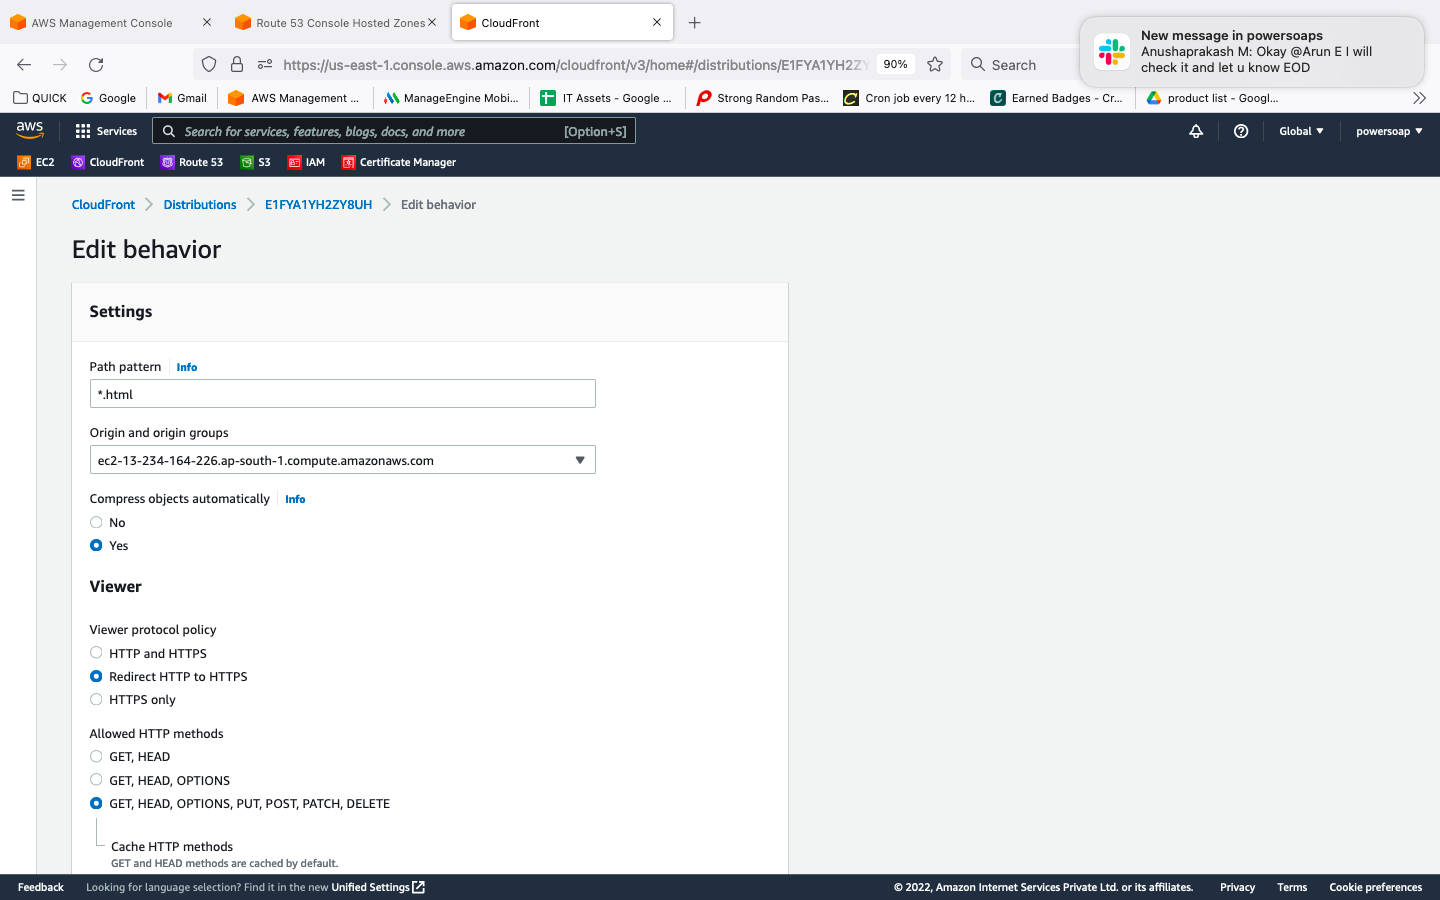 AWS Management Console
Route 53 Console Hosted Zones
CloudFront
New message in powersoaps
Anushaprakash M: Okay @Arun E I will
check it and let u know EOD
https://us-east-1.console.aws.amazon.com/cloudfront/v3/home#/distributions/E1FYA1YH2ZY
90%
Search
QUICK
Google
Gmail
AWS Management ...
ManageEngine Mobi...
IT Assets - Google ...
Strong Random Pas...
Cron job every 12 h...
Earned Badges - Cr...
product list - Googl...
aws
Services
Search for services, features, blogs, docs, and more
[Option+S]
Global
powersoap
EC2
CloudFront
Route 53
S3
IAM
Certificate Manager
CloudFront
Distributions
E1FYA1YH2ZY8UH
Edit behavior
Edit behavior
Settings
Path pattern
Info
*.html
Origin and origin groups
ec2-13-234-164-226.ap-south-1.compute.amazonaws.com
Compress objects automatically
Info
No
Yes
Viewer
Viewer protocol policy
HTTP and HTTPS
Redirect HTTP to HTTPS
HTTPS only
Allowed HTTP methods
GET, HEAD
GET, HEAD, OPTIONS
GET, HEAD, OPTIONS, PUT, POST, PATCH, DELETE
Cache HTTP methods
GET and HEAD methods are cached by default.
Feedback
Looking for language selection? Find it in the new Unified Settings
© 2022, Amazon Internet Services Private Ltd. or its affiliates.
Privacy
Terms
Cookie preferences